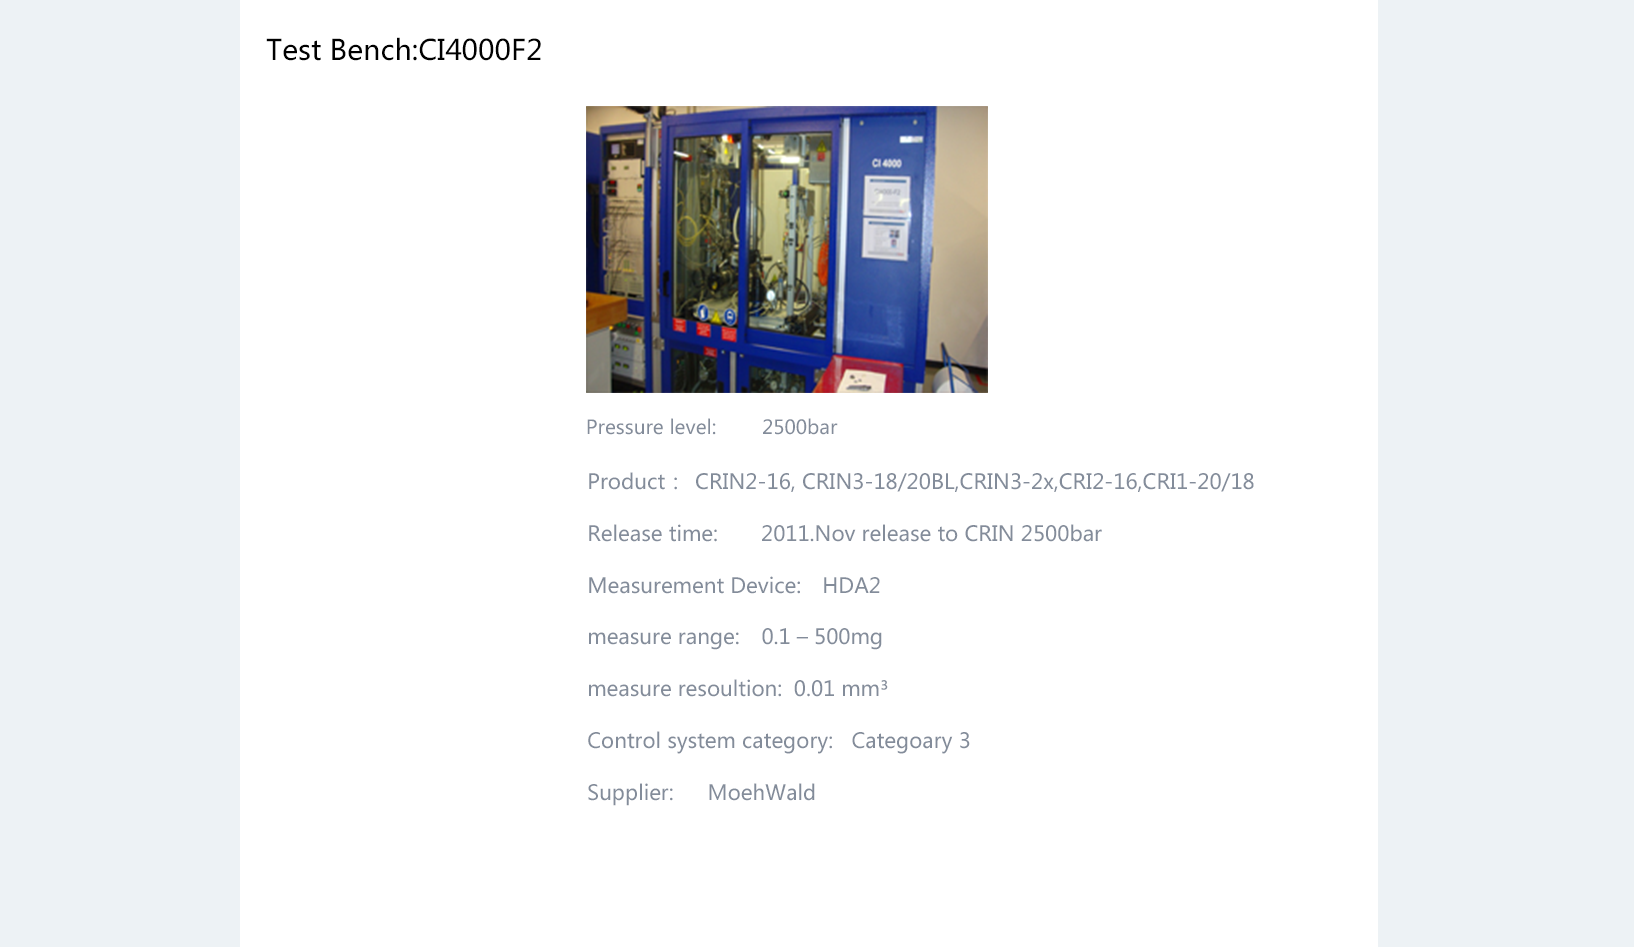 Test Bench:CI4000F2
CI 4000
Pressure level: 2500bar
Product： CRIN2-16, CRIN3-18/20BL,CRIN3-2x,CRI2-16,CRI1-20/18
Release time: 2011.Nov release to CRIN 2500bar
Measurement Device: HDA2
measure range: 0.1 – 500mg
measure resoultion: 0.01 mm³
Control system category: Categoary 3
Supplier: MoehWald